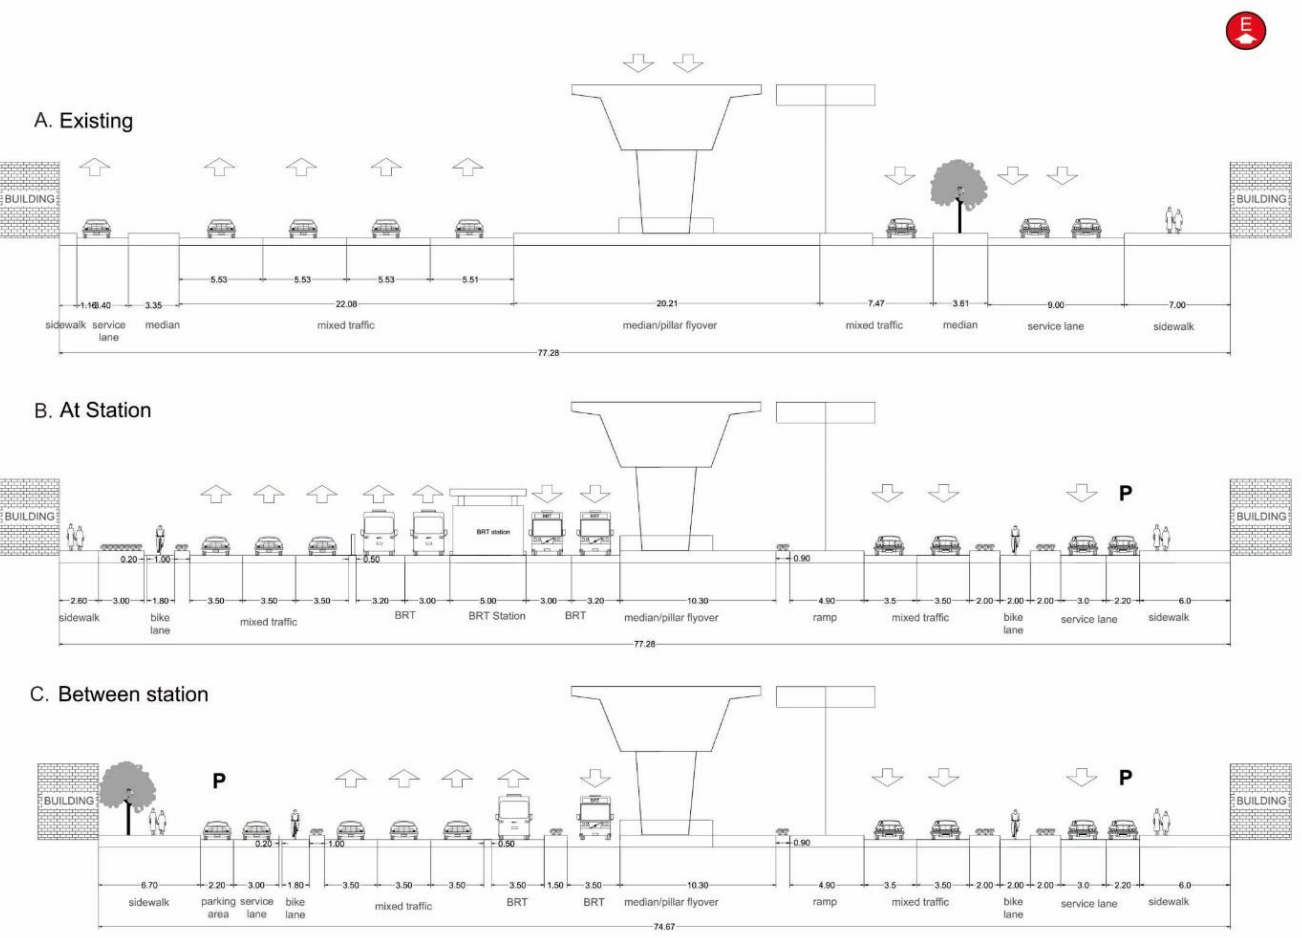 E
A. Existing
BUILDING
BUILDING
5.53 5.53 5.53 5.51
1.16 3.40 3.35 22.08 20.21 7.47 3.61 9.00 7.00
sidewalk service lane median mixed traffic median/pillar flyover mixed traffic median service lane sidewalk
77.28
B. At Station
BUILDING
BRT station
BRT
BRT
P
BUILDING
0.20 1.00 0.50 0.90
2.60 3.00 1.80 3.50 3.50 3.50 3.20 3.00 5.00 3.00 3.20 10.30 4.90 3.5 3.50 2.00 2.00 2.00 3.0 2.20 6.0
sidewalk bike lane mixed traffic BRT BRT Station BRT median/pillar flyover ramp mixed traffic bike lane service lane sidewalk
77.28
C. Between station
BUILDING
P
BRT
P
BUILDING
0.20 1.00 0.50 0.90
6.70 2.20 3.00 1.80 3.50 3.50 3.50 3.50 1.50 3.50 10.30 4.90 3.5 3.50 2.00 2.00 2.00 3.0 2.20 6.0
sidewalk parking area service lane bike lane mixed traffic BRT BRT median/pillar flyover ramp mixed traffic bike lane service lane sidewalk
74.67